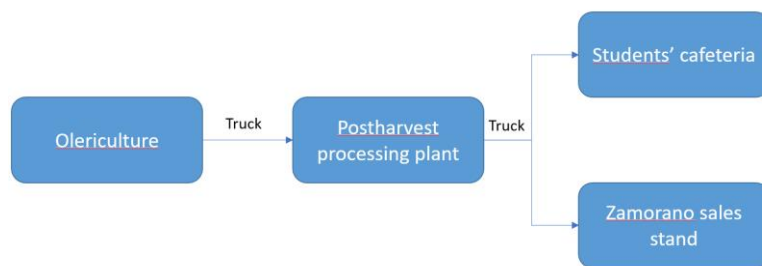 Students' cafeteria
Truck
Truck
Olericulture
Postharvest
processing plant
Zamorano sales
stand